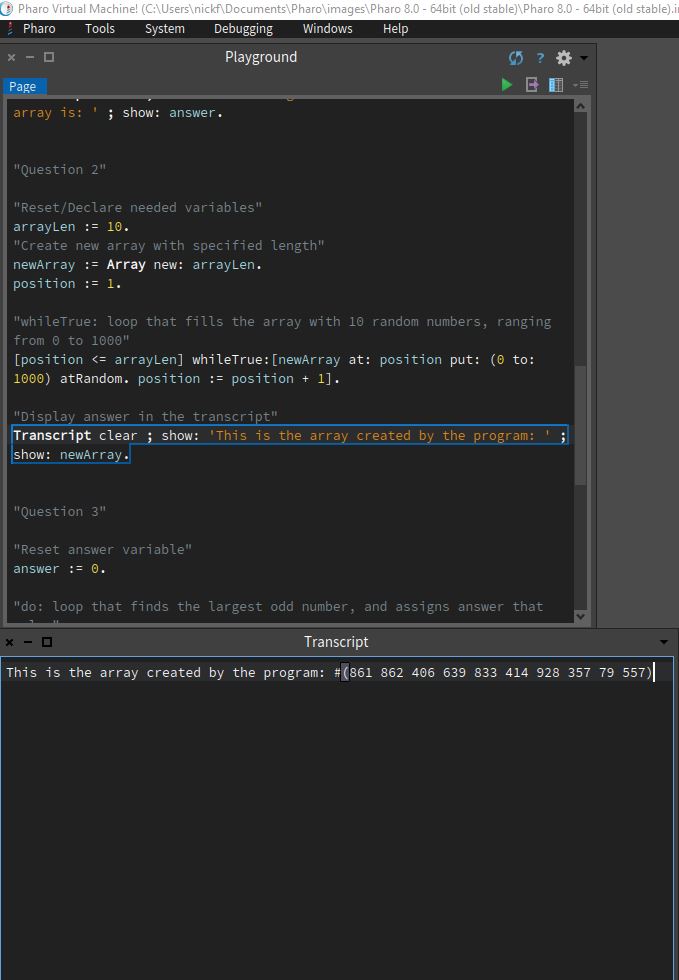 Pharo Virtual Machine! (C:\Users\nickf\Documents\Pharo\images\Pharo 8.0 - 64bit (old stable)\Pharo 8.0 - 64bit (old stable).i
Pharo Tools System Debugging Windows Help
Playground
?
Page
array is: ' ; show: answer.
"Question 2"
"Reset/Declare needed variables"
arrayLen := 10.
"Create new array with specified length"
newArray := Array new: arrayLen.
position := 1.
"whileTrue: loop that fills the array with 10 random numbers, ranging
from 0 to 1000"
[position <= arrayLen] whileTrue:[newArray at: position put: (0 to:
1000) atRandom. position := position + 1].
"Display answer in the transcript"
Transcript clear ; show: 'This is the array created by the program: ' ;
show: newArray.
"Question 3"
"Reset answer variable"
answer := 0.
"do: loop that finds the largest odd number, and assigns answer that
Transcript
This is the array created by the program: #(861 862 406 639 833 414 928 357 79 557)